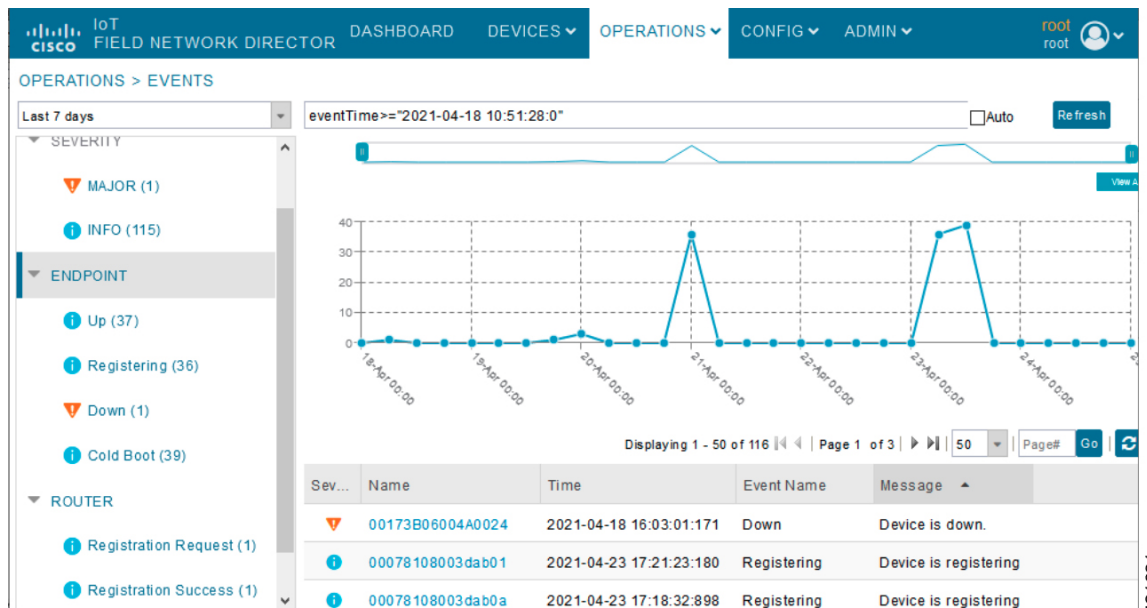 cisco
IoT
FIELD NETWORK DIRECTOR
DASHBOARD
DEVICES
OPERATIONS
CONFIG
ADMIN
root
root
OPERATIONS > EVENTS
Last 7 days
eventTime>="2021-04-18 10:51:28:0"
Auto
Refresh
SEVERITY
MAJOR (1)
INFO (115)
ENDPOINT
Up (37)
Registering (36)
Down (1)
Cold Boot (39)
ROUTER
Registration Request (1)
Registration Success (1)
View A
40
30
20
10
0
18-Apr 00:00
19-Apr 00:00
20-Apr 00:00
21-Apr 00:00
22-Apr 00:00
23-Apr 00:00
24-Apr 00:00
Displaying 1 - 50 of 116 | Page 1 of 3 | 50 | Page# Go
Sev... Name Time Event Name Message
00173B06004A0024 2021-04-18 16:03:01:171 Down Device is down.
00078108003dab01 2021-04-23 17:21:23:180 Registering Device is registering
00078108003dab0a 2021-04-23 17:18:32:898 Registering Device is registering